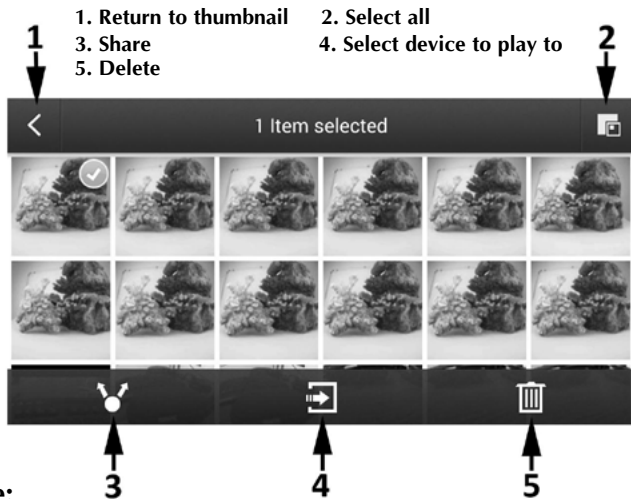 1. Return to thumbnail 2. Select all
3. Share 4. Select device to play to
5. Delete
1 2
1 Item selected
3 4 5